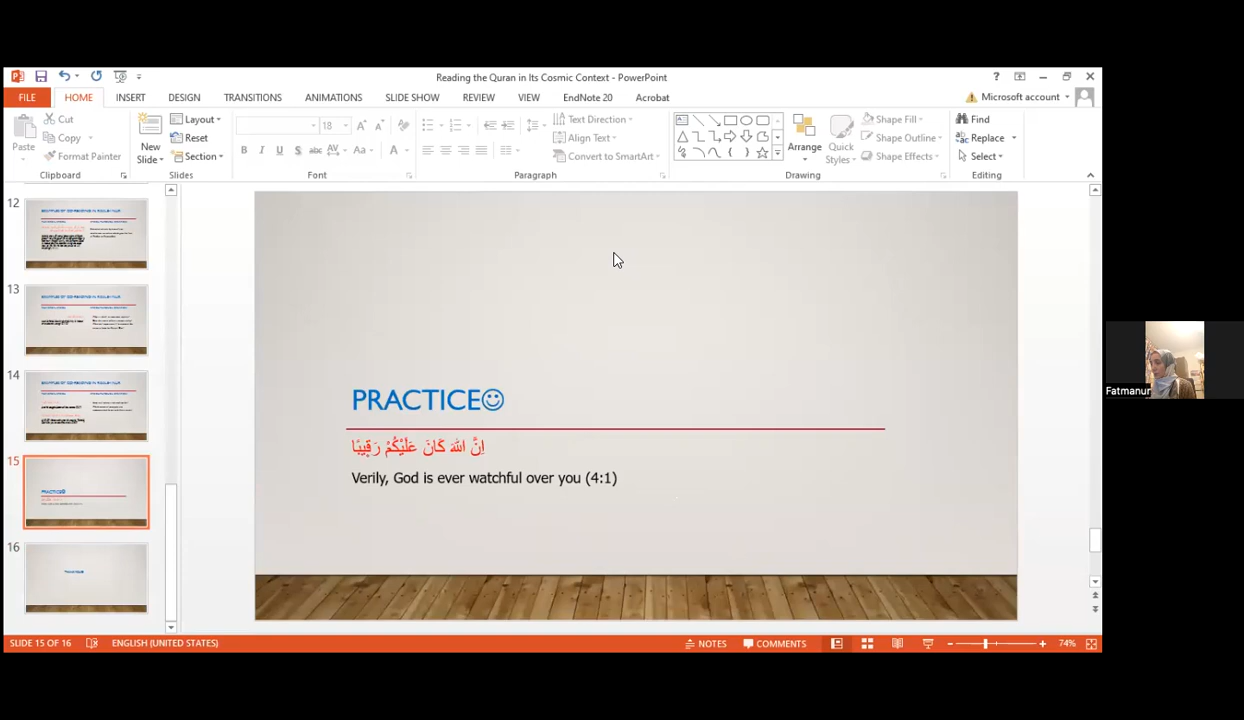 Reading the Quran in Its Cosmic Context - PowerPoint
FILE HOME INSERT DESIGN TRANSITIONS ANIMATIONS SLIDE SHOW REVIEW VIEW EndNote 20 Acrobat Microsoft account
Paste
Cut
Copy
Format Painter
Clipboard
New Slide
Layout
Reset
Section
Slides
18
Font
Text Direction
Align Text
Convert to SmartArt
Paragraph
Arrange
Quick Styles
Shape Fill
Shape Outline
Shape Effects
Drawing
Find
Replace
Select
Editing
12
13
14
15
16
PRACTICE☺
اِنَّ اللهَ كَانَ عَلَيْكُمْ رَقِيبًا
Verily, God is ever watchful over you (4:1)
Fatmanur
SLIDE 15 OF 16 ENGLISH (UNITED STATES) NOTES COMMENTS 74%